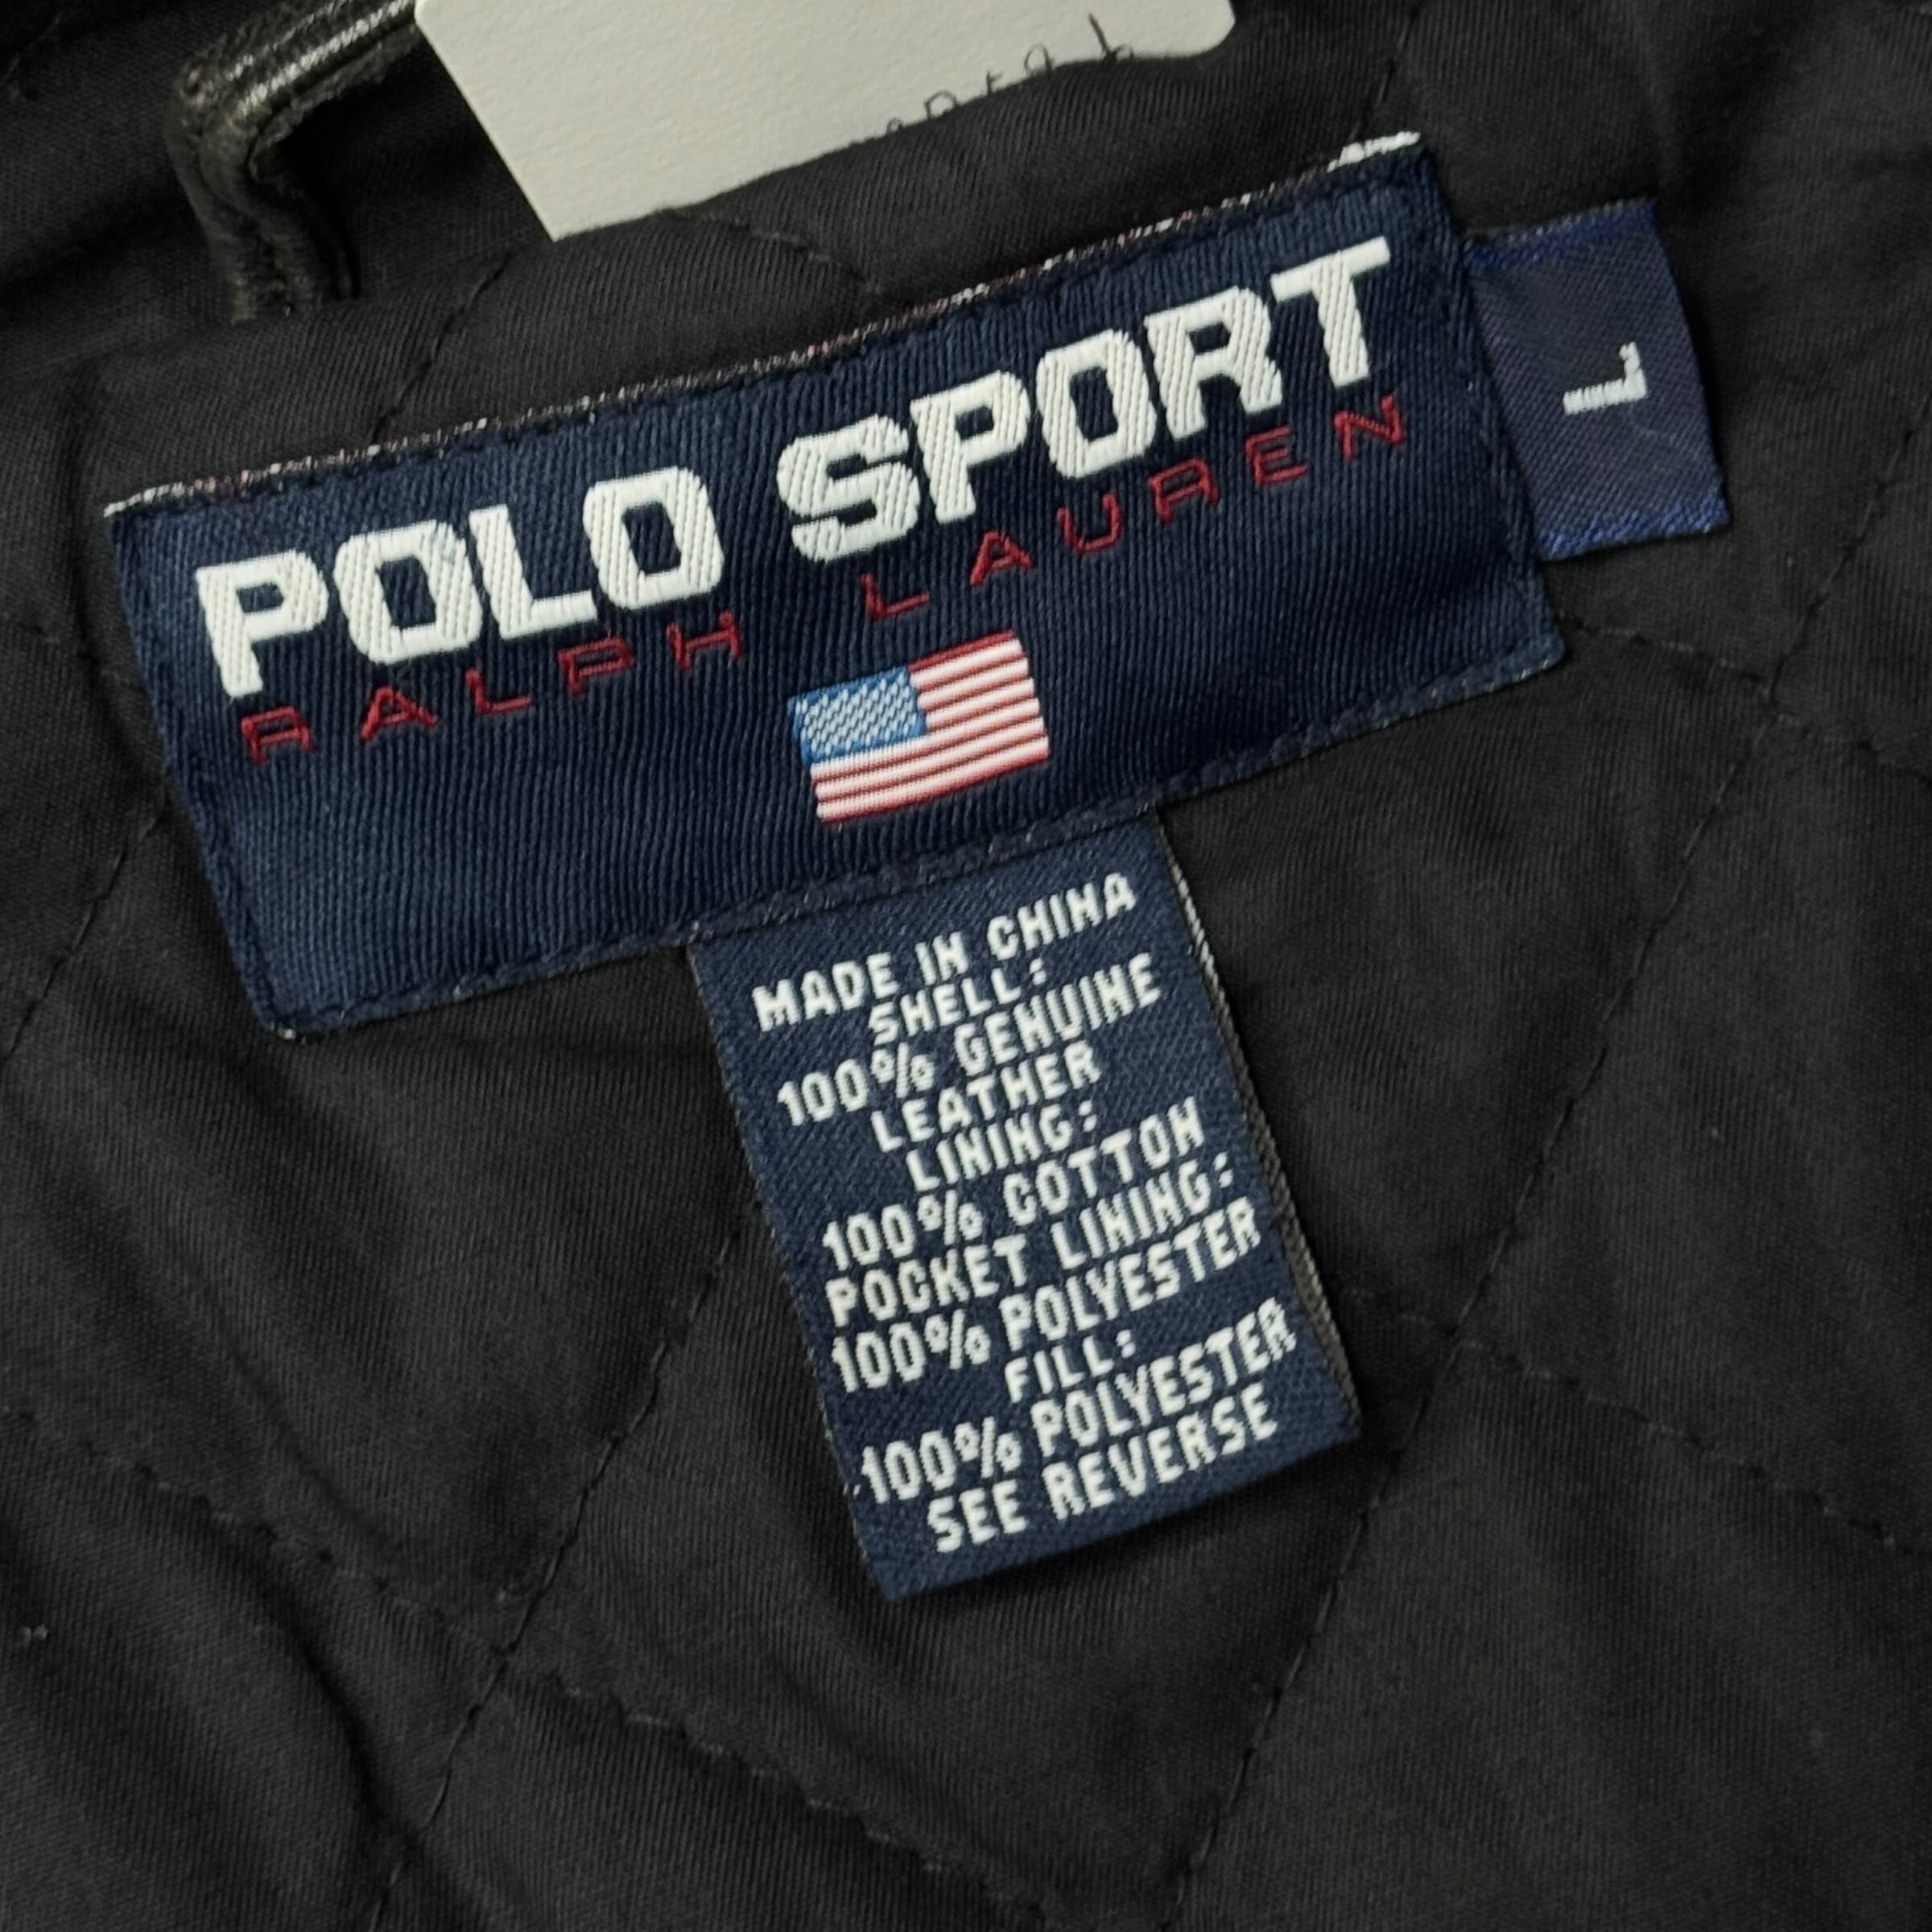 POLO SPORT
RALPH LAUREN
L
MADE IN CHINA
SHELL:
100% GENUINE
LEATHER
LINING:
100% COTTON
POCKET LINING:
100% POLYESTER
FILL:
100% POLYESTER
SEE REVERSE